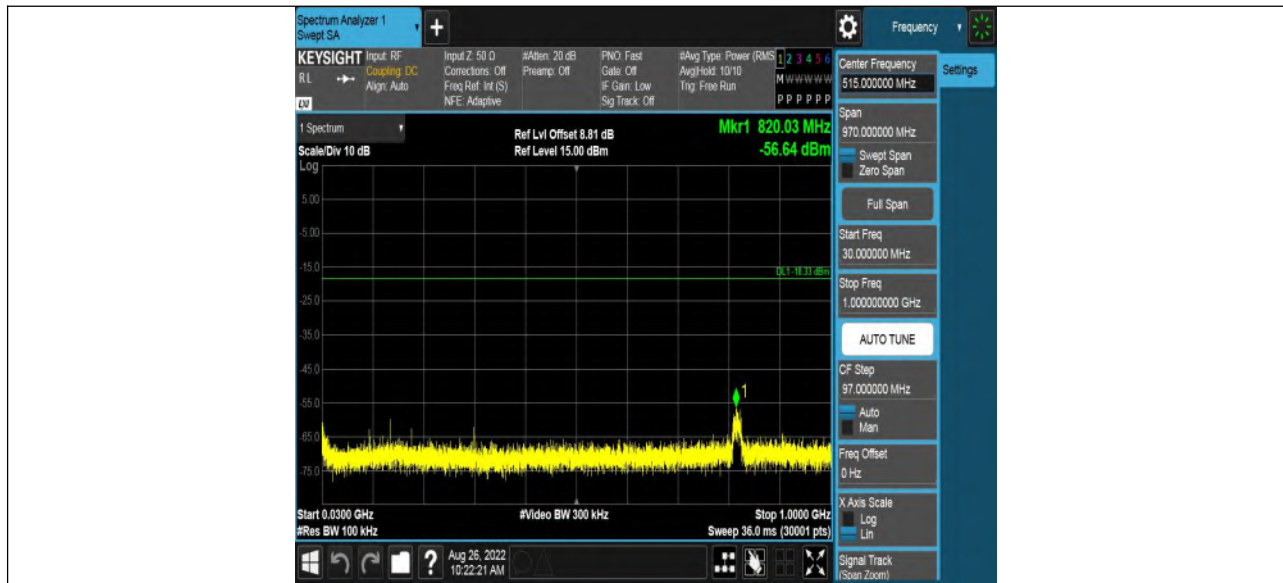 Spectrum Analyzer 1
Swept SA
+
Frequency
KEYSIGHT
Input: RF
Input Z: 50 Ω
#Atten: 20 dB
PNO: Fast
#Avg Type: Power (RMS
1 2 3 4 5 6
RL
Coupling: DC
Corrections: Off
Preamp: Off
Gate: Off
Avg|Hold: 10/10
M W W W W W
Align: Auto
Freq Ref: Int (S)
IF Gain: Low
Trig: Free Run
LXI
NFE: Adaptive
Sig Track: Off
P P P P P P
1 Spectrum
Ref Lvl Offset 8.81 dB
Mkr1 820.03 MHz
Scale/Div 10 dB
Ref Level 15.00 dBm
-56.64 dBm
Log
5.00
-5.00
-15.0
DL1 -18.33 dBm
-25.0
-35.0
-45.0
1
-55.0
-65.0
-75.0
Start 0.0300 GHz
#Video BW 300 kHz
Stop 1.0000 GHz
#Res BW 100 kHz
Sweep 36.0 ms (30001 pts)
?
Aug 26, 2022
10:22:21 AM
Center Frequency
515.000000 MHz
Settings
Span
970.000000 MHz
Swept Span
Zero Span
Full Span
Start Freq
30.000000 MHz
Stop Freq
1.000000000 GHz
AUTO TUNE
CF Step
97.000000 MHz
Auto
Man
Freq Offset
0 Hz
X Axis Scale
Log
Lin
Signal Track
(Span Zoom)